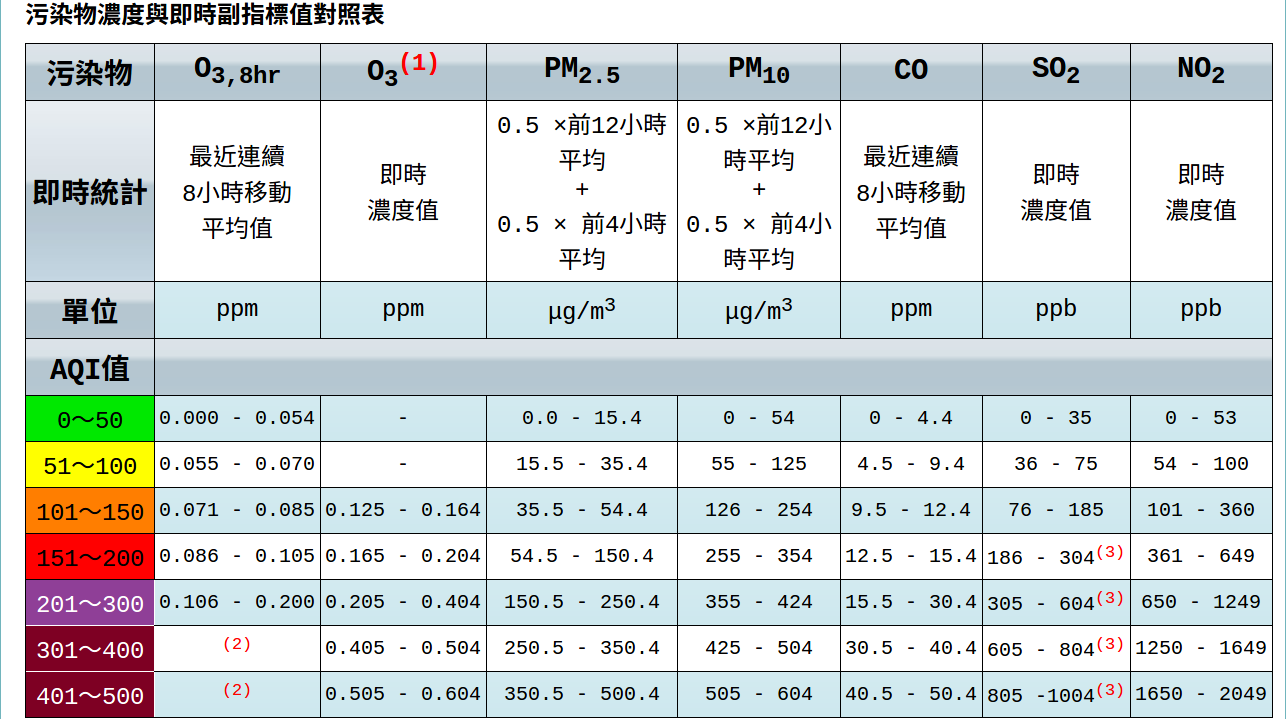 污染物濃度與即時副指標值對照表
污染物 O3,8hr O3(1) PM2.5 PM10 CO SO2 NO2
即時統計 最近連續8小時移動平均值 即時濃度值 0.5 ×前12小時平均 + 0.5 × 前4小時平均 0.5 ×前12小時平均 + 0.5 × 前4小時平均 最近連續8小時移動平均值 即時濃度值 即時濃度值
單位 ppm ppm μg/m3 μg/m3 ppm ppb ppb
AQI值
0～50 0.000 - 0.054 - 0.0 - 15.4 0 - 54 0 - 4.4 0 - 35 0 - 53
51～100 0.055 - 0.070 - 15.5 - 35.4 55 - 125 4.5 - 9.4 36 - 75 54 - 100
101～150 0.071 - 0.085 0.125 - 0.164 35.5 - 54.4 126 - 254 9.5 - 12.4 76 - 185 101 - 360
151～200 0.086 - 0.105 0.165 - 0.204 54.5 - 150.4 255 - 354 12.5 - 15.4 186 - 304(3) 361 - 649
201～300 0.106 - 0.200 0.205 - 0.404 150.5 - 250.4 355 - 424 15.5 - 30.4 305 - 604(3) 650 - 1249
301～400 (2) 0.405 - 0.504 250.5 - 350.4 425 - 504 30.5 - 40.4 605 - 804(3) 1250 - 1649
401～500 (2) 0.505 - 0.604 350.5 - 500.4 505 - 604 40.5 - 50.4 805 -1004(3) 1650 - 2049